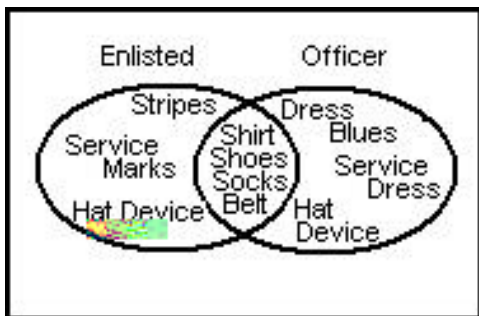 Enlisted
Officer
Stripes
Service
Marks
Hat Device
Shirt
Shoes
Socks
Belt
Dress
Blues
Service
Dress
Hat
Device